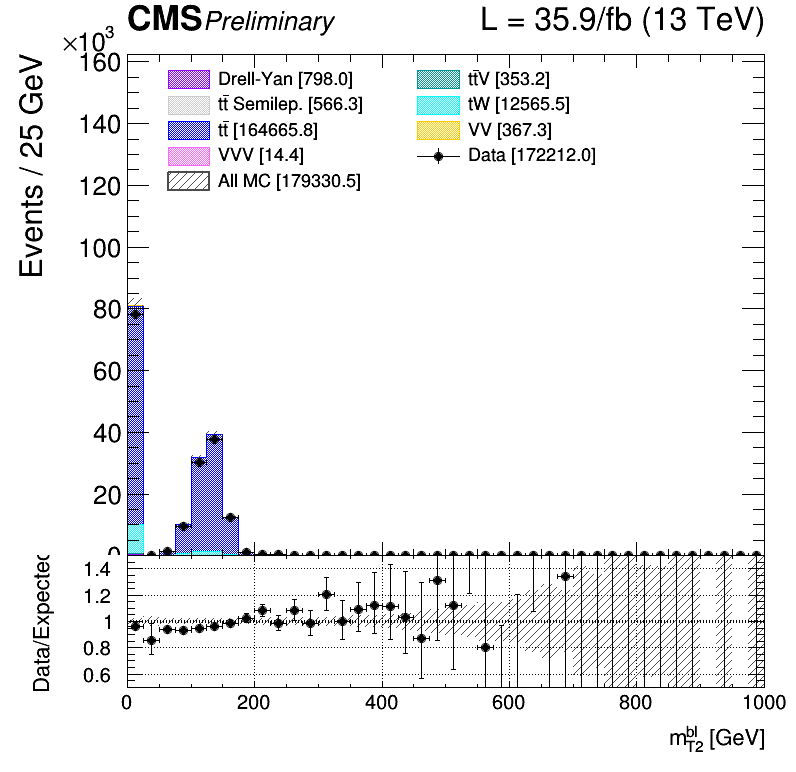 CMS Preliminary L = 35.9/fb (13 TeV)
×10³
Events / 25 GeV
160
140
120
100
80
60
40
20
0
Drell-Yan [798.0]
tt̄ Semilep. [566.3]
tt̄ [164665.8]
VVV [14.4]
All MC [179330.5]
tt̄V [353.2]
tW [12565.5]
VV [367.3]
Data [172212.0]
Data/Expected
1.4
1.2
1
0.8
0.6
0 200 400 600 800 1000
m_{T2}^{bl} [GeV]